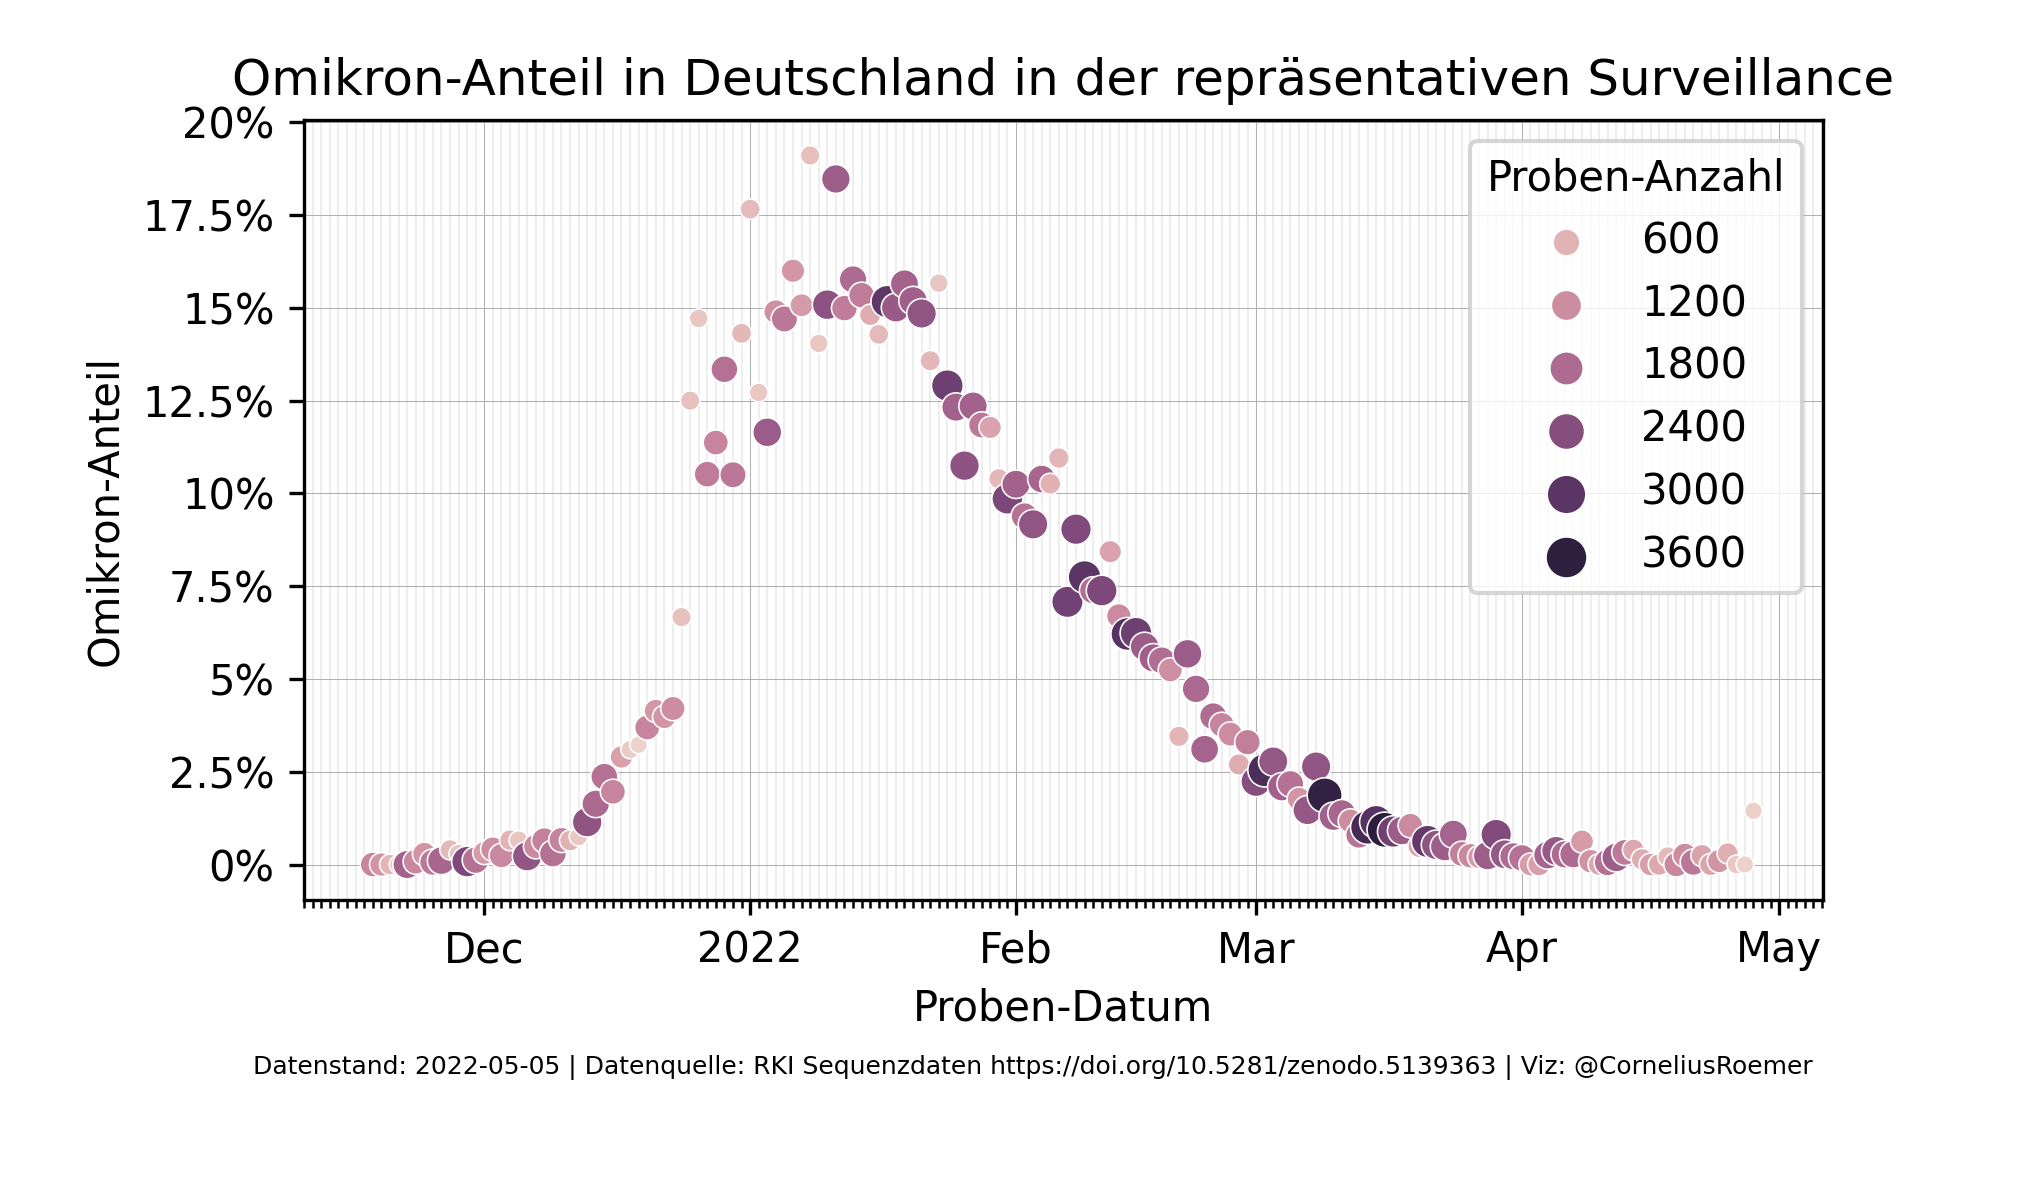 Omikron-Anteil in Deutschland in der repräsentativen Surveillance
20%
17.5%
15%
12.5%
10%
7.5%
5%
2.5%
0%
Omikron-Anteil
Proben-Anzahl
600
1200
1800
2400
3000
3600
Dec
2022
Feb
Mar
Apr
May
Proben-Datum
Datenstand: 2022-05-05 | Datenquelle: RKI Sequenzdaten https://doi.org/10.5281/zenodo.5139363 | Viz: @CorneliusRoemer